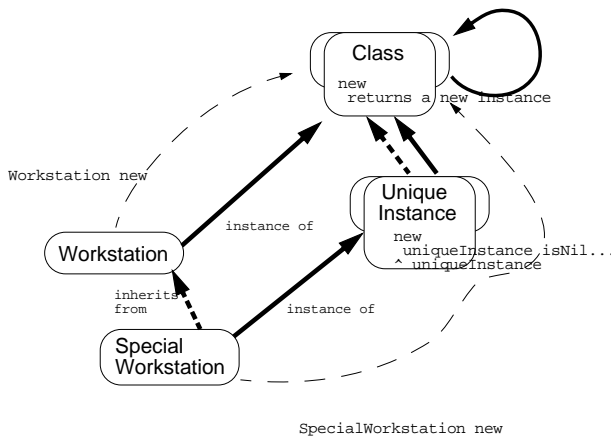 Class
new
returns a new instance
Workstation new
Unique
Instance
instance of
new
uniqueInstance isNil...
^ uniqueInstance
Workstation
inherits
from
instance of
Special
Workstation
SpecialWorkstation new